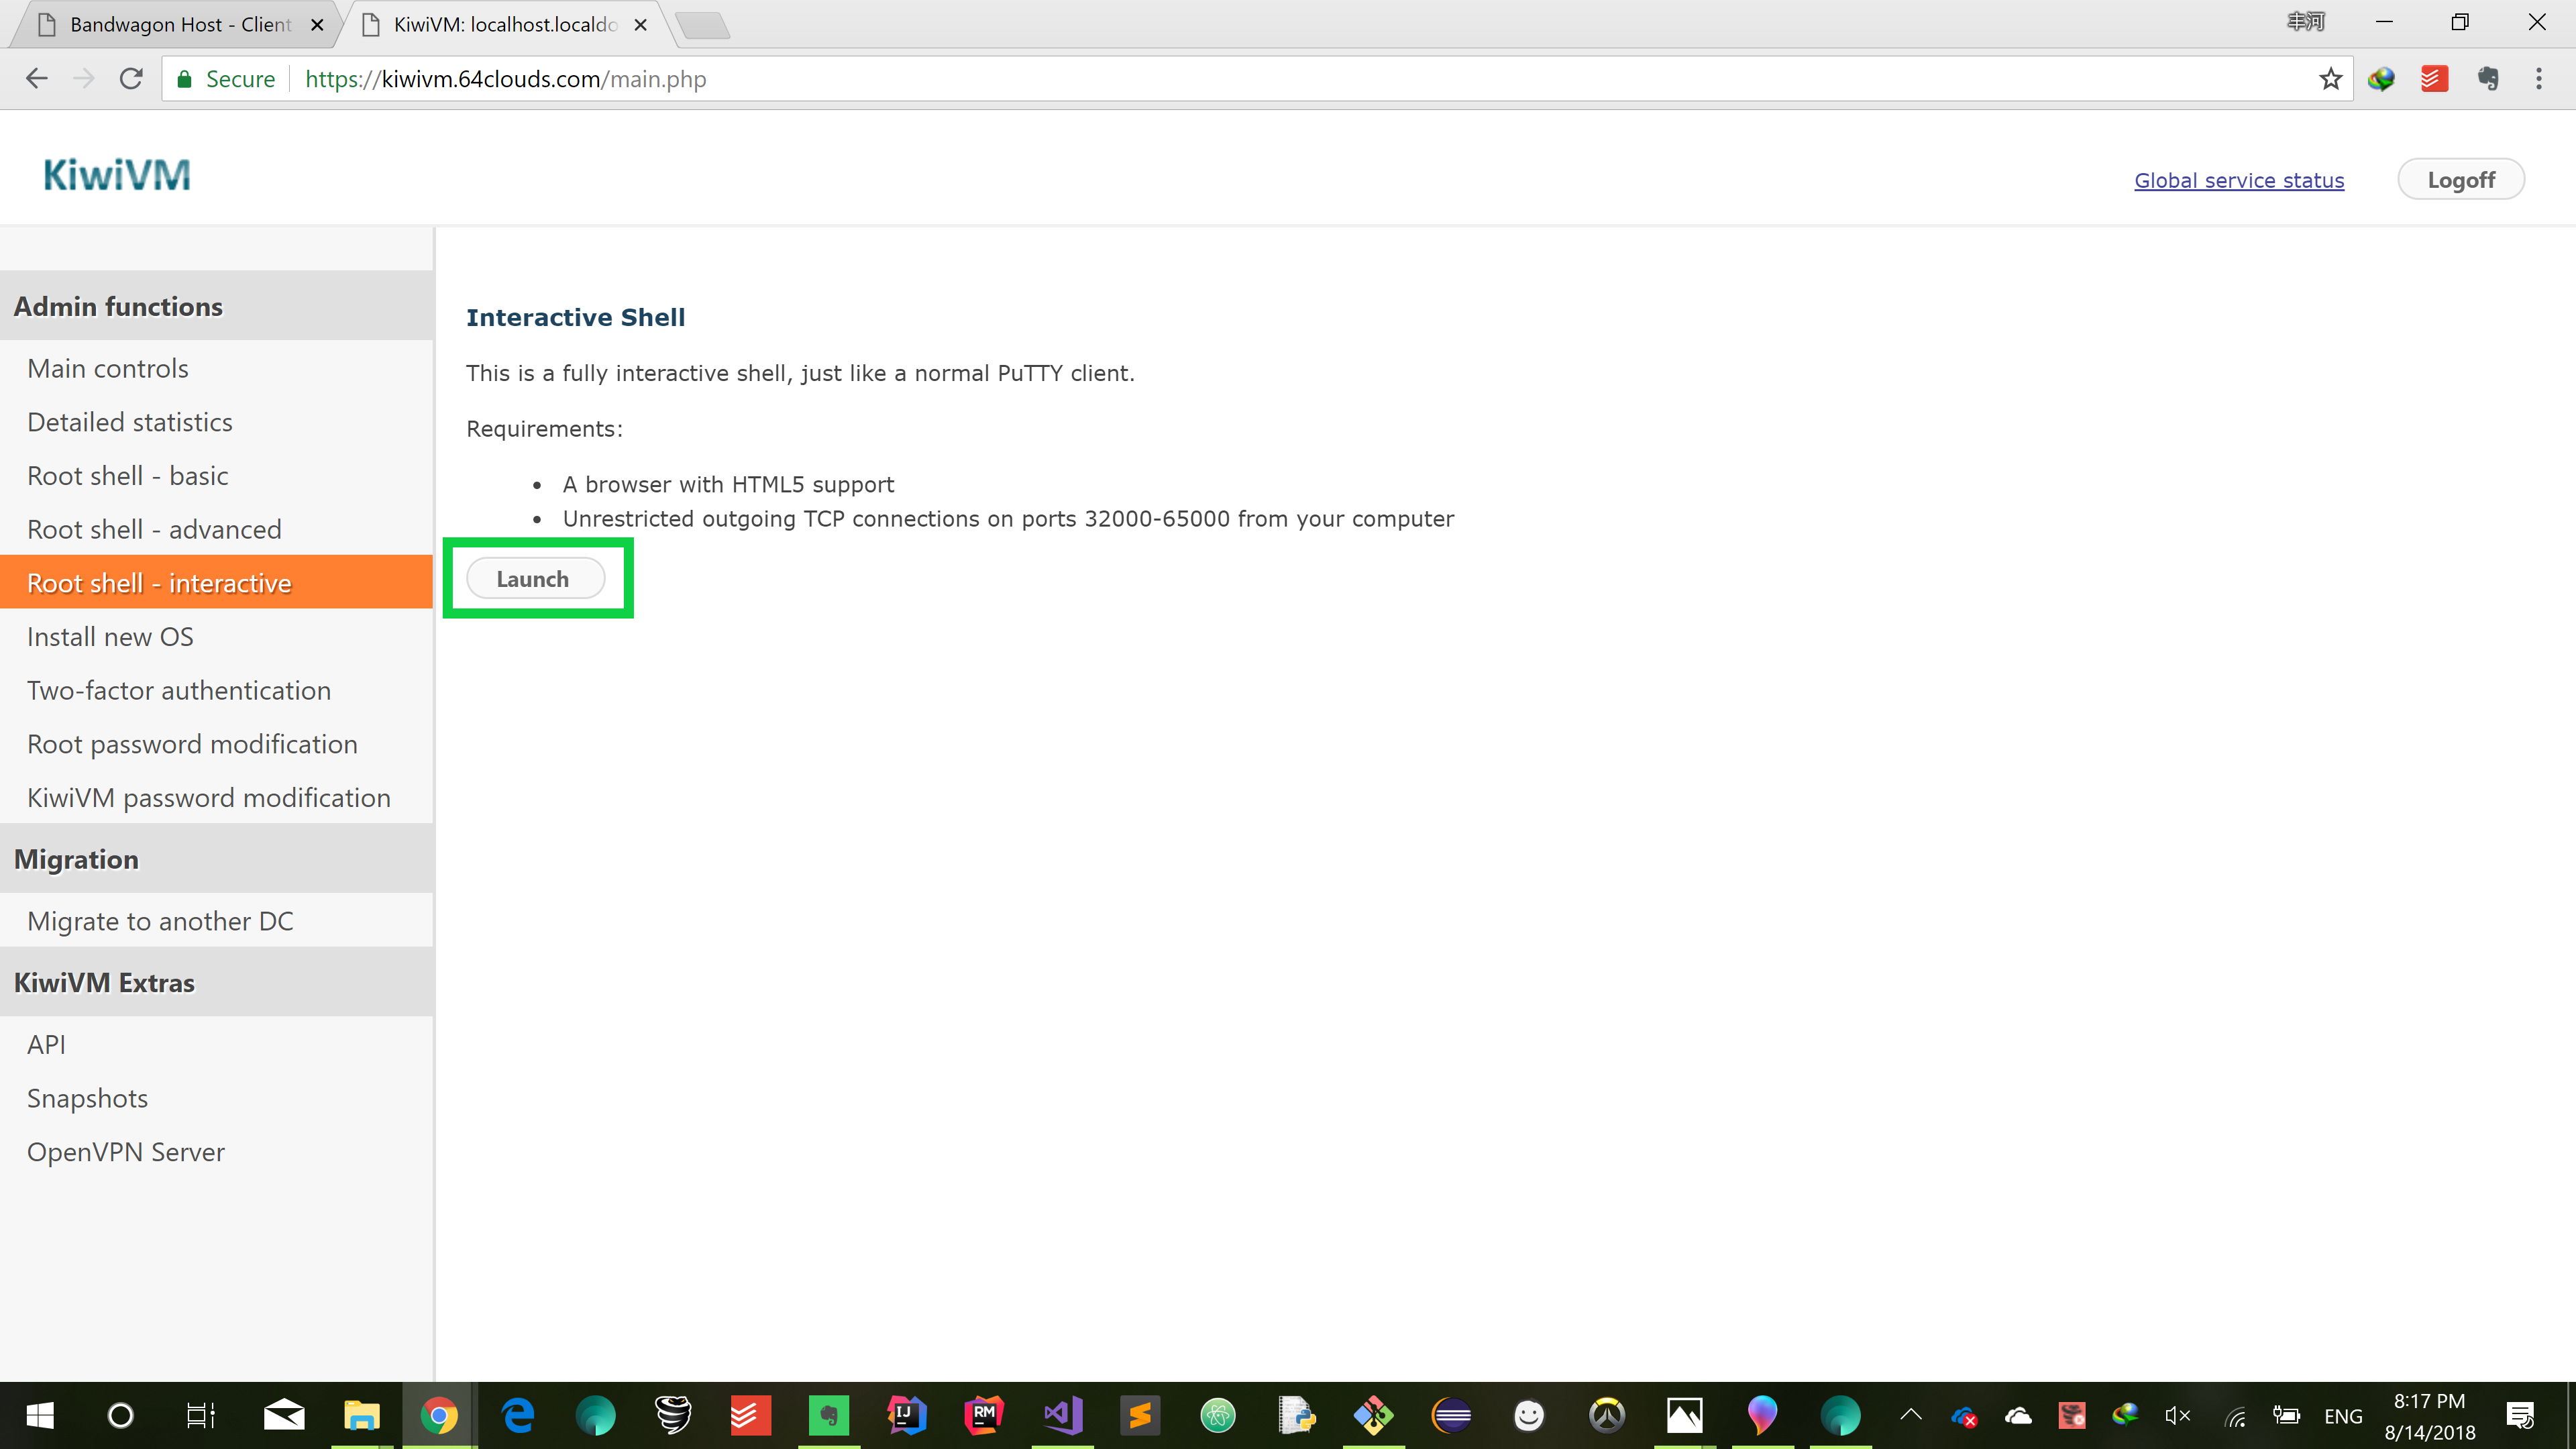 Bandwagon Host - Client
KiwiVM: localhost.localdo
丰河
Secure
https://kiwivm.64clouds.com/main.php
KiwiVM
Global service status
Logoff
Admin functions
Main controls
Detailed statistics
Root shell - basic
Root shell - advanced
Root shell - interactive
Install new OS
Two-factor authentication
Root password modification
KiwiVM password modification
Migration
Migrate to another DC
KiwiVM Extras
API
Snapshots
OpenVPN Server
Interactive Shell
This is a fully interactive shell, just like a normal PuTTY client.
Requirements:
• A browser with HTML5 support
• Unrestricted outgoing TCP connections on ports 32000-65000 from your computer
Launch
IJ
RM
ENG
8:17 PM
8/14/2018